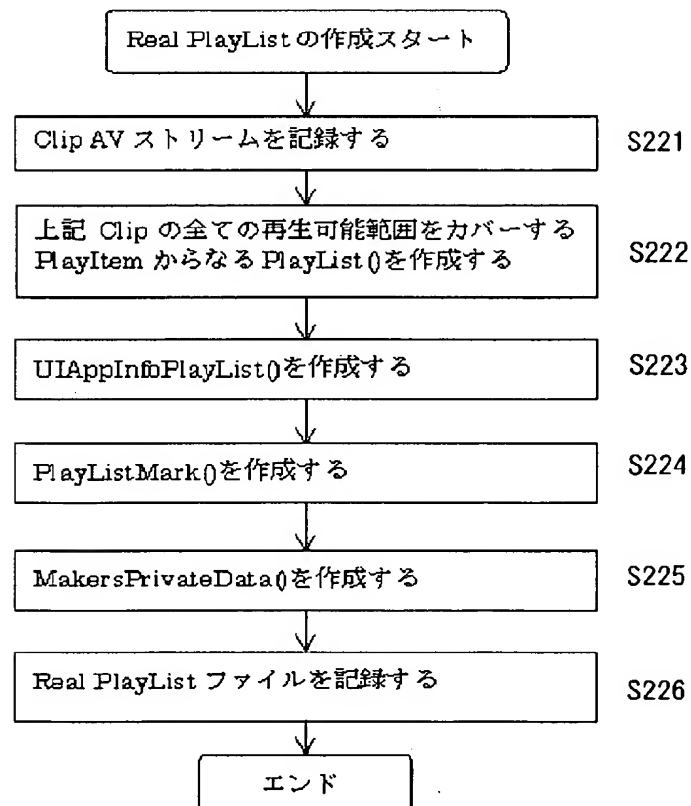 Real PlayListの作成スタート
Clip AV ストリームを記録する
S221
上記 Clip の全ての再生可能範囲をカバーする
PlayItem からなる PlayList()を作成する
S222
UIAppInfoPlayList()を作成する
S223
PlayListMark()を作成する
S224
MakersPrivateData()を作成する
S225
Real PlayList ファイルを記録する
S226
エンド